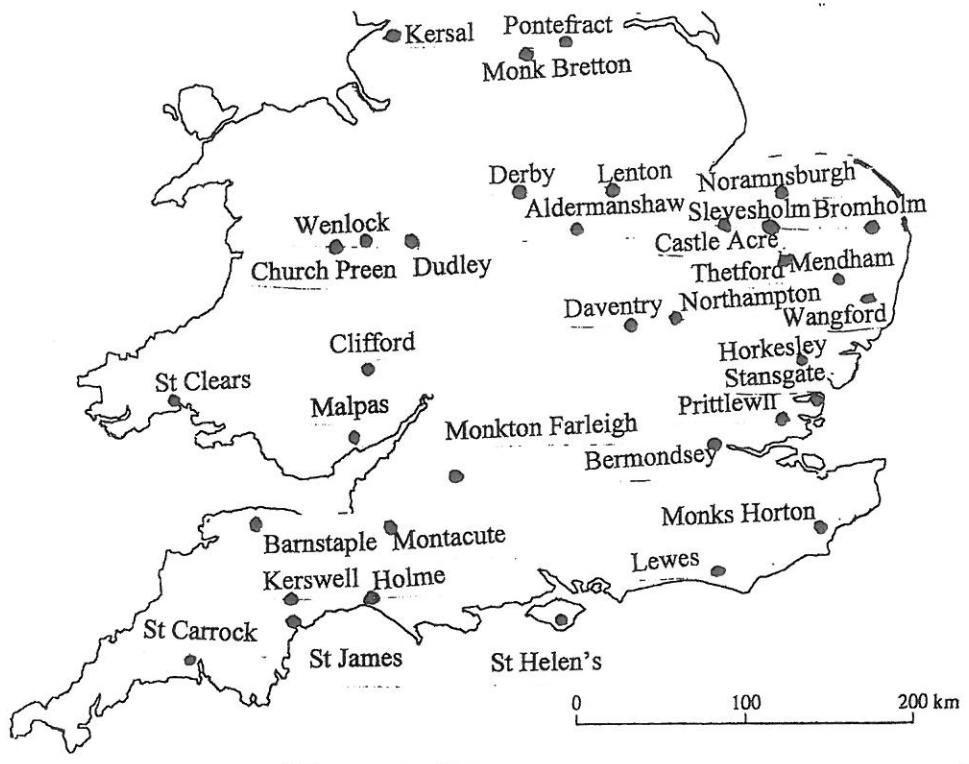 Kersal
Pontefract
Monk Bretton
Derby
Lenton
Noramnsburgh
Aldermanshaw
Slevesholm
Bromholm
Wenlock
Castle Acre
Church Preen
Dudley
Thetford
Mendham
Daventry
Northampton
Wangford
Clifford
Horkesley
St Clears
Stansgate
Malpas
Prittlewll
Monkton Farleigh
Bermondsey
Monks Horton
Barnstaple
Montacute
Lewes
Kerswell
Holme
St Carrock
St James
St Helen's
0 100 200 km